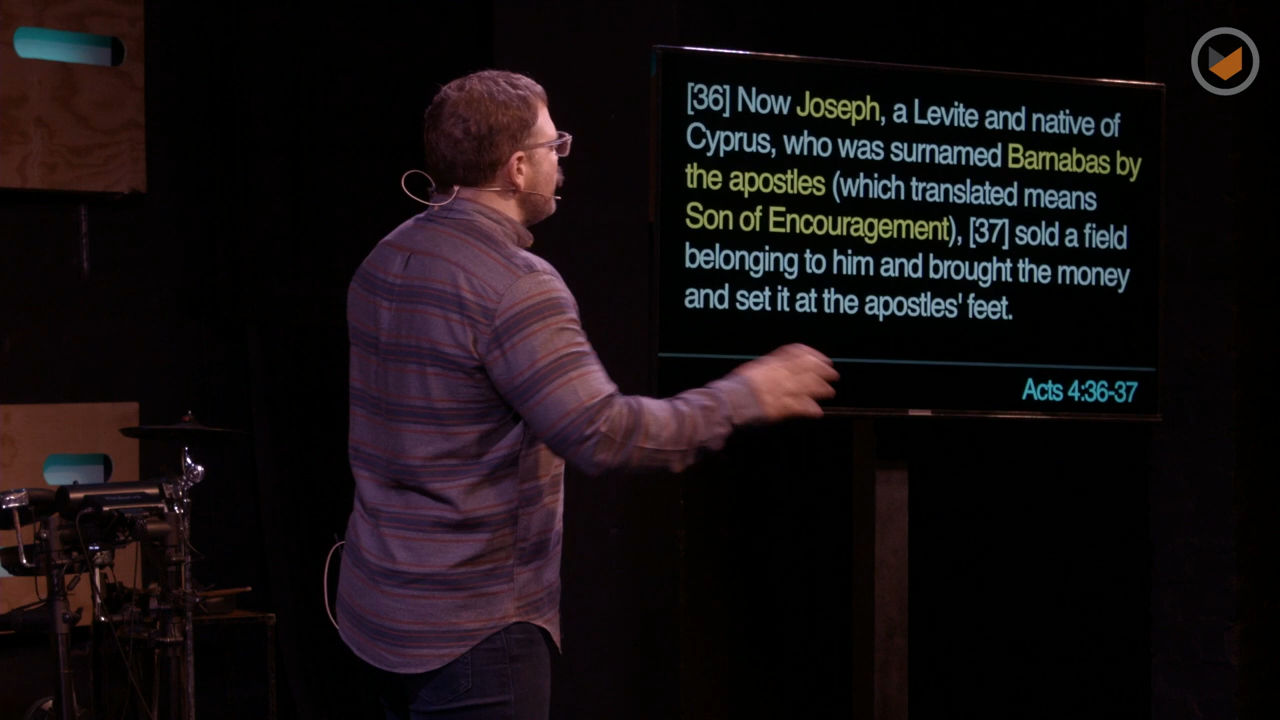 [36] Now Joseph, a Levite and native of
Cyprus, who was surnamed Barnabas by
the apostles (which translated means
Son of Encouragement), [37] sold a field
belonging to him and brought the money
and set it at the apostles' feet.
Acts 4:36-37